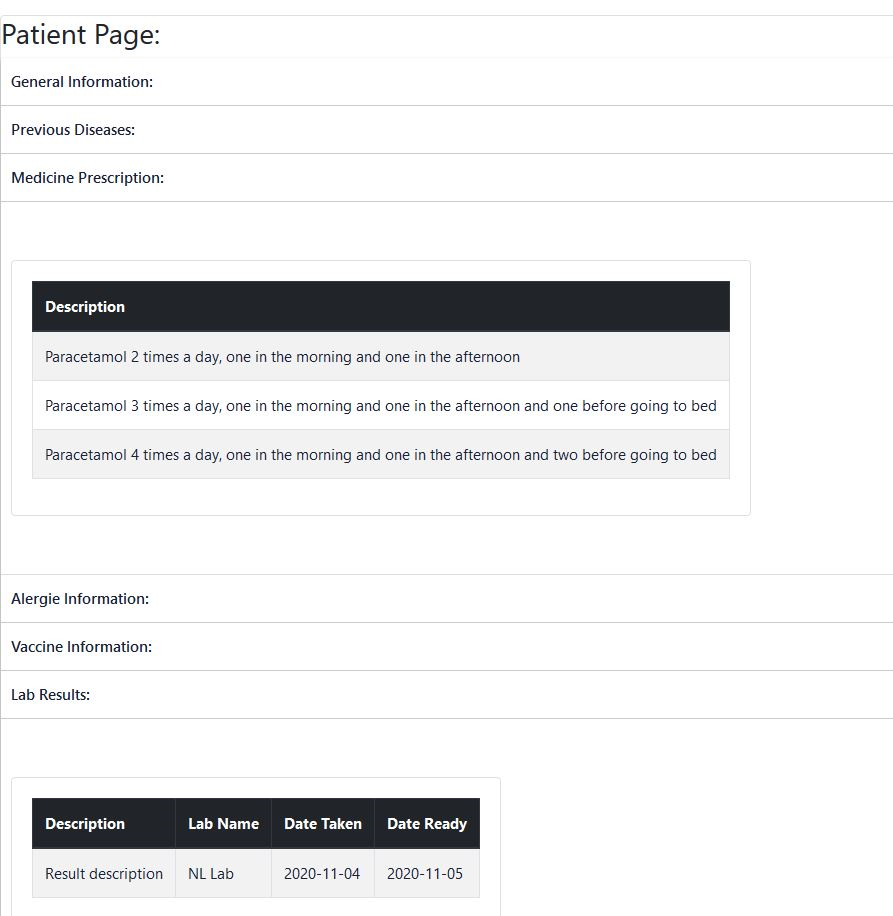 Patient Page:
General Information:
Previous Diseases:
Medicine Prescription:
Description
Paracetamol 2 times a day, one in the morning and one in the afternoon
Paracetamol 3 times a day, one in the morning and one in the afternoon and one before going to bed
Paracetamol 4 times a day, one in the morning and one in the afternoon and two before going to bed
Alergie Information:
Vaccine Information:
Lab Results:
Description Lab Name Date Taken Date Ready
Result description NL Lab 2020-11-04 2020-11-05